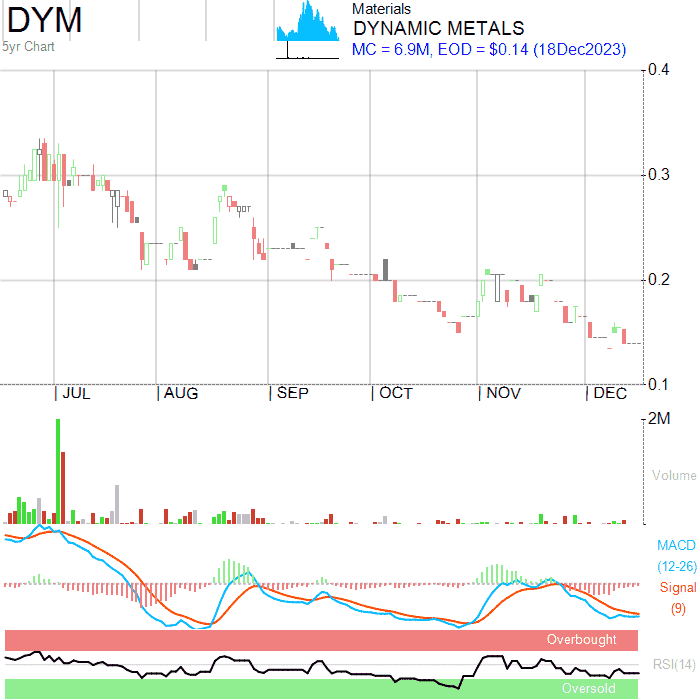 DYM
5yr Chart
Materials
DYNAMIC METALS
MC = 6.9M, EOD = $0.14 (18Dec2023)
0.4
0.3
0.2
0.1
JUL AUG SEP OCT NOV DEC
2M
Volume
MACD
(12-26)
Signal
(9)
Overbought
RSI(14)
Oversold